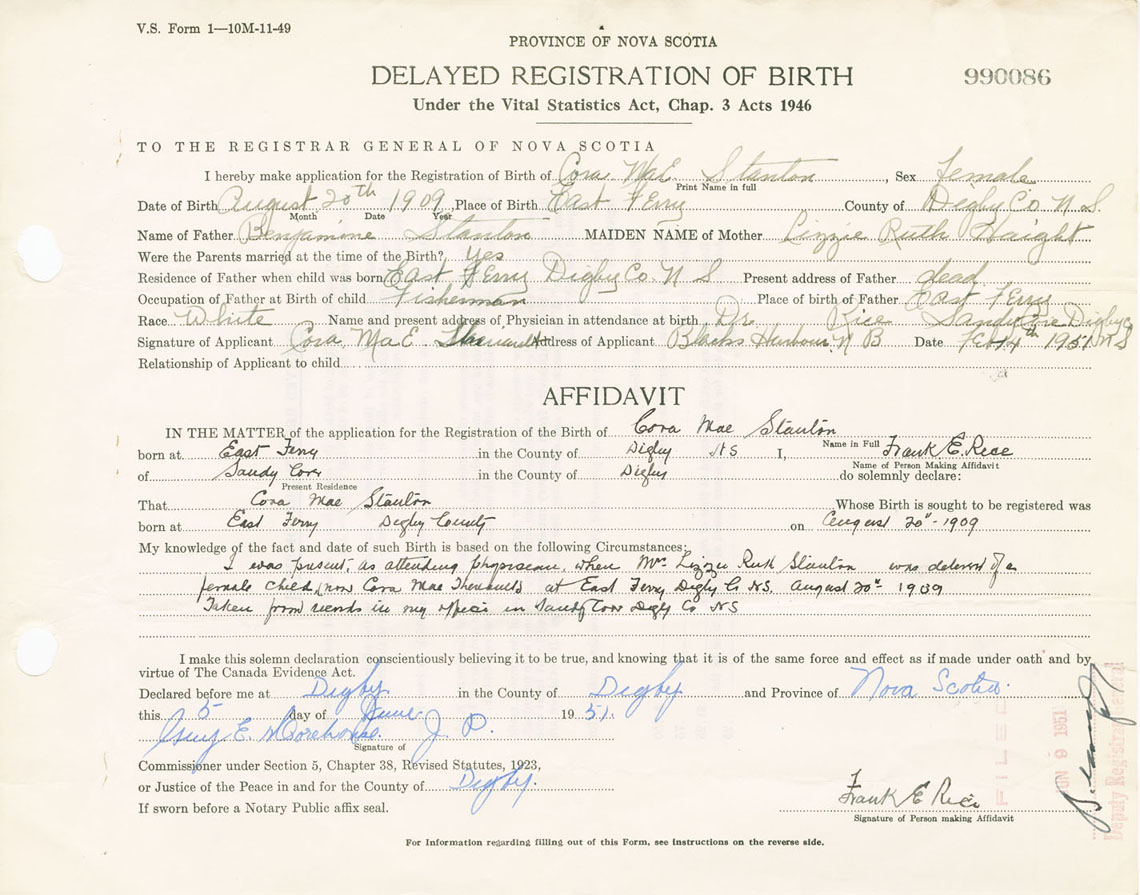 V.S. Form 1—10M-11-49
PROVINCE OF NOVA SCOTIA
DELAYED REGISTRATION OF BIRTH 990086
Under the Vital Statistics Act, Chap. 3 Acts 1946
TO THE REGISTRAR GENERAL OF NOVA SCOTIA
I hereby make application for the Registration of Birth of Cora Mae Stanton, Sex Female
Print Name in full
Date of Birth August 20th 1909 Place of Birth East Ferry County of Digby Co. N.S.
Month Date Year
Name of Father Benjamine Stanton MAIDEN NAME of Mother Lizzie Ruth Haight
Were the Parents married at the time of the Birth? Yes
Residence of Father when child was born East Ferry Digby Co. N S Present address of Father dead
Occupation of Father at Birth of child Fisherman Place of birth of Father East Ferry
Race White Name and present address of Physician in attendance at birth Dr. Rice Sandy Cove Digby Co N S
Signature of Applicant Cora Mae Address of Applicant Blacks Harbour N B Date Feb 14th 1951
Relationship of Applicant to child
AFFIDAVIT
IN THE MATTER of the application for the Registration of the Birth of Cora Mae Stanton
Name in Full
born at East Ferry in the County of Digby NS I, Frank E. Rice
Name of Person Making Affidavit
of Sandy Cove in the County of Digby do solemnly declare:
Present Residence
That Cora Mae Stanton Whose Birth is sought to be registered was
born at East Ferry Digby County on August 20" - 1909
My knowledge of the fact and date of such Birth is based on the following Circumstances:
I was present, as attending physician, when Mrs Lizzie Ruth Stanton was delivered of a
female child, now Cora Mae at East Ferry Digby Co NS. August 20" 1909
Taken from records in my office in Sandy Cove Digby Co NS
I make this solemn declaration conscientiously believing it to be true, and knowing that it is of the same force and effect as if made under oath and by
virtue of The Canada Evidence Act.
Declared before me at Digby in the County of Digby and Province of Nova Scotia.
this 5 day of June 1951.
Guy E. Morehouse J. P.
Signature of
Commissioner under Section 5, Chapter 38, Revised Statutes, 1923,
or Justice of the Peace in and for the County of Digby.
If sworn before a Notary Public affix seal.
Frank E Rice
Signature of Person making Affidavit
FILED
JUN 9 1951
Deputy Registrar General
For Information regarding filling out of this Form, see instructions on the reverse side.